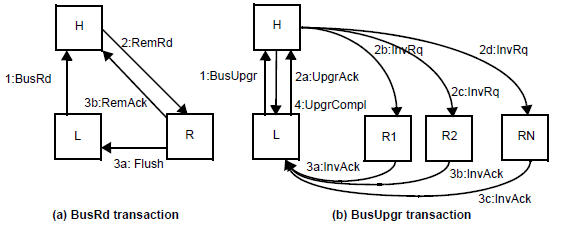 H
2:RemRd
1:BusRd
3b:RemAck
L
R
3a: Flush
(a) BusRd transaction
H
2b:InvRq
2d:InvRq
1:BusUpgr
2a:UpgrAck
2c:InvRq
4:UpgrCompl
L
R1
R2
RN
3a:InvAck
3b:InvAck
3c:InvAck
(b) BusUpgr transaction